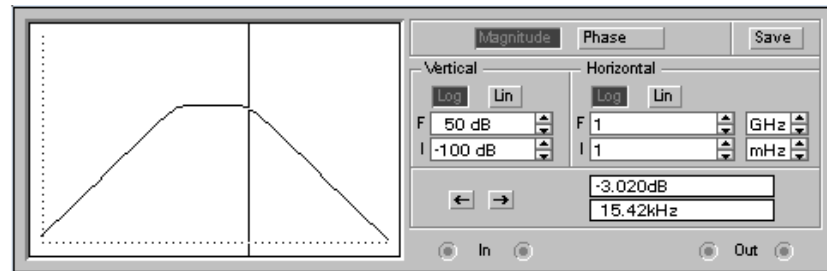 Magnitude Phase Save
Vertical Horizontal
Log Lin Log Lin
F 50 dB F 1 GHz
I -100 dB I 1 mHz
← → -3.020dB
15.42kHz
In Out